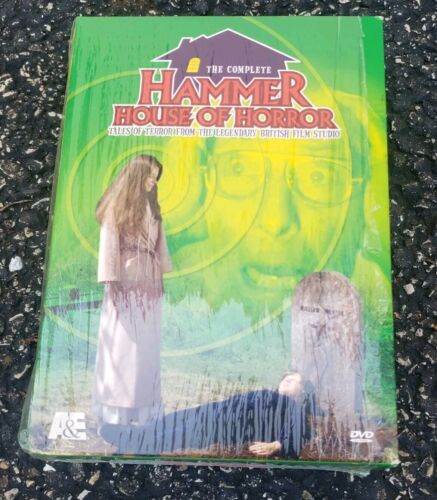 THE COMPLETE
HAMMER
HOUSE OF HORROR
TALES OF TERROR FROM THE LEGENDARY BRITISH FILM STUDIO
A&E
DVD